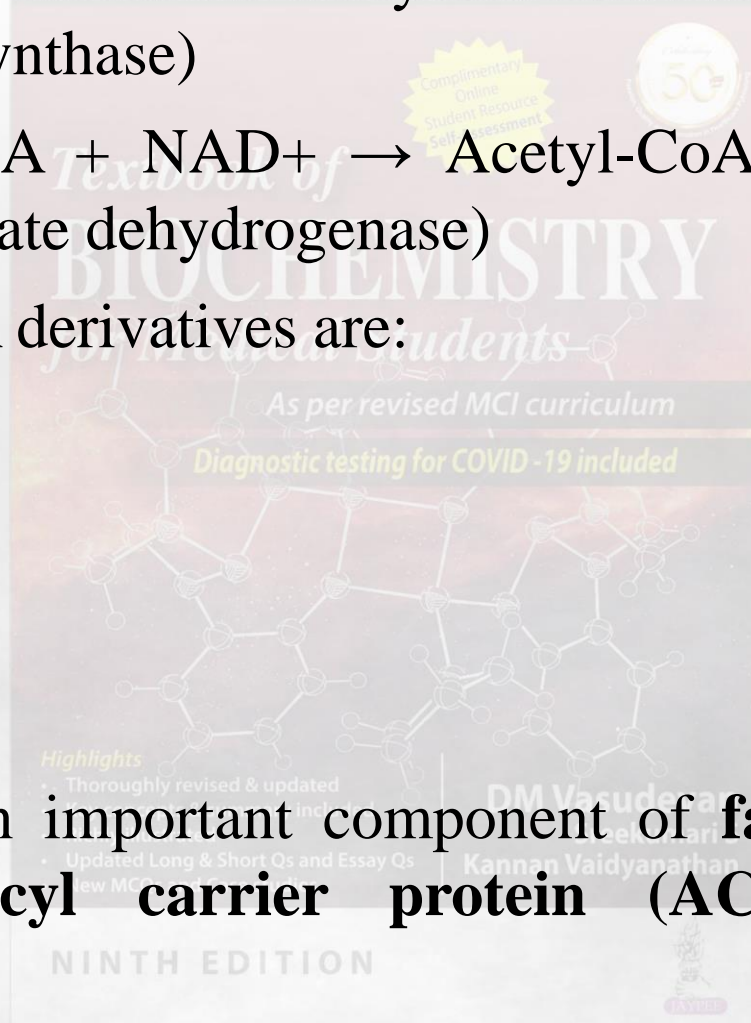 ynthase)
A + NAD+ → Acetyl-CoA
ate dehydrogenase)
derivatives are:
n important component of fa
cyl carrier protein (AC
Complimentary
Online
Student Resource
Self-Assessment
50
Textbook of
BIOCHEMISTRY
for Medical Students
As per revised MCI curriculum
Diagnostic testing for COVID -19 included
Highlights
• Thoroughly revised & updated
• Updated Long & Short Qs and Essay Qs
DM Vasudevan
Kannan Vaidyanathan
NINTH EDITION
JAYPEE